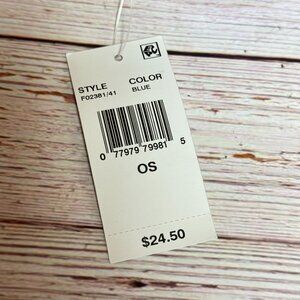 STYLE COLOR
F02381/41 BLUE
0 77979 79981 5
OS
$24.50